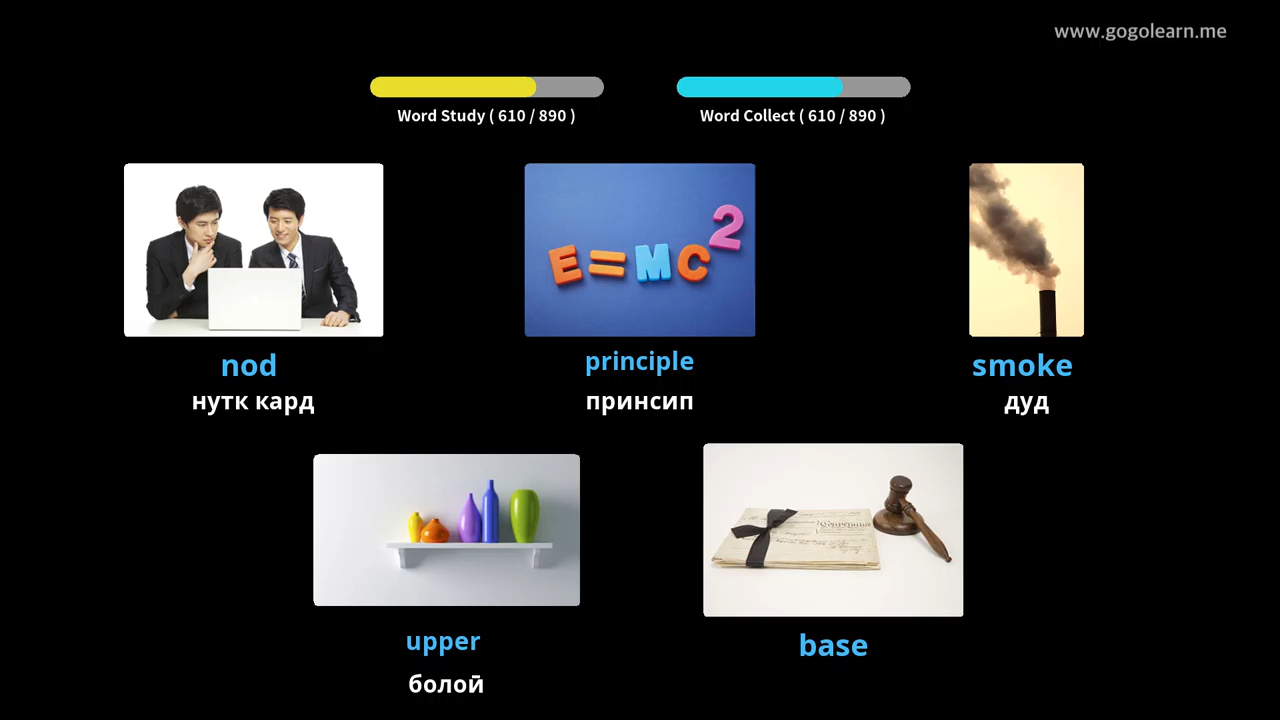 www.gogolearn.me
Word Study ( 610 / 890 )
Word Collect ( 610 / 890 )
E=MC2
nod
нутк кард
principle
принсип
smoke
дуд
upper
болоӣ
base